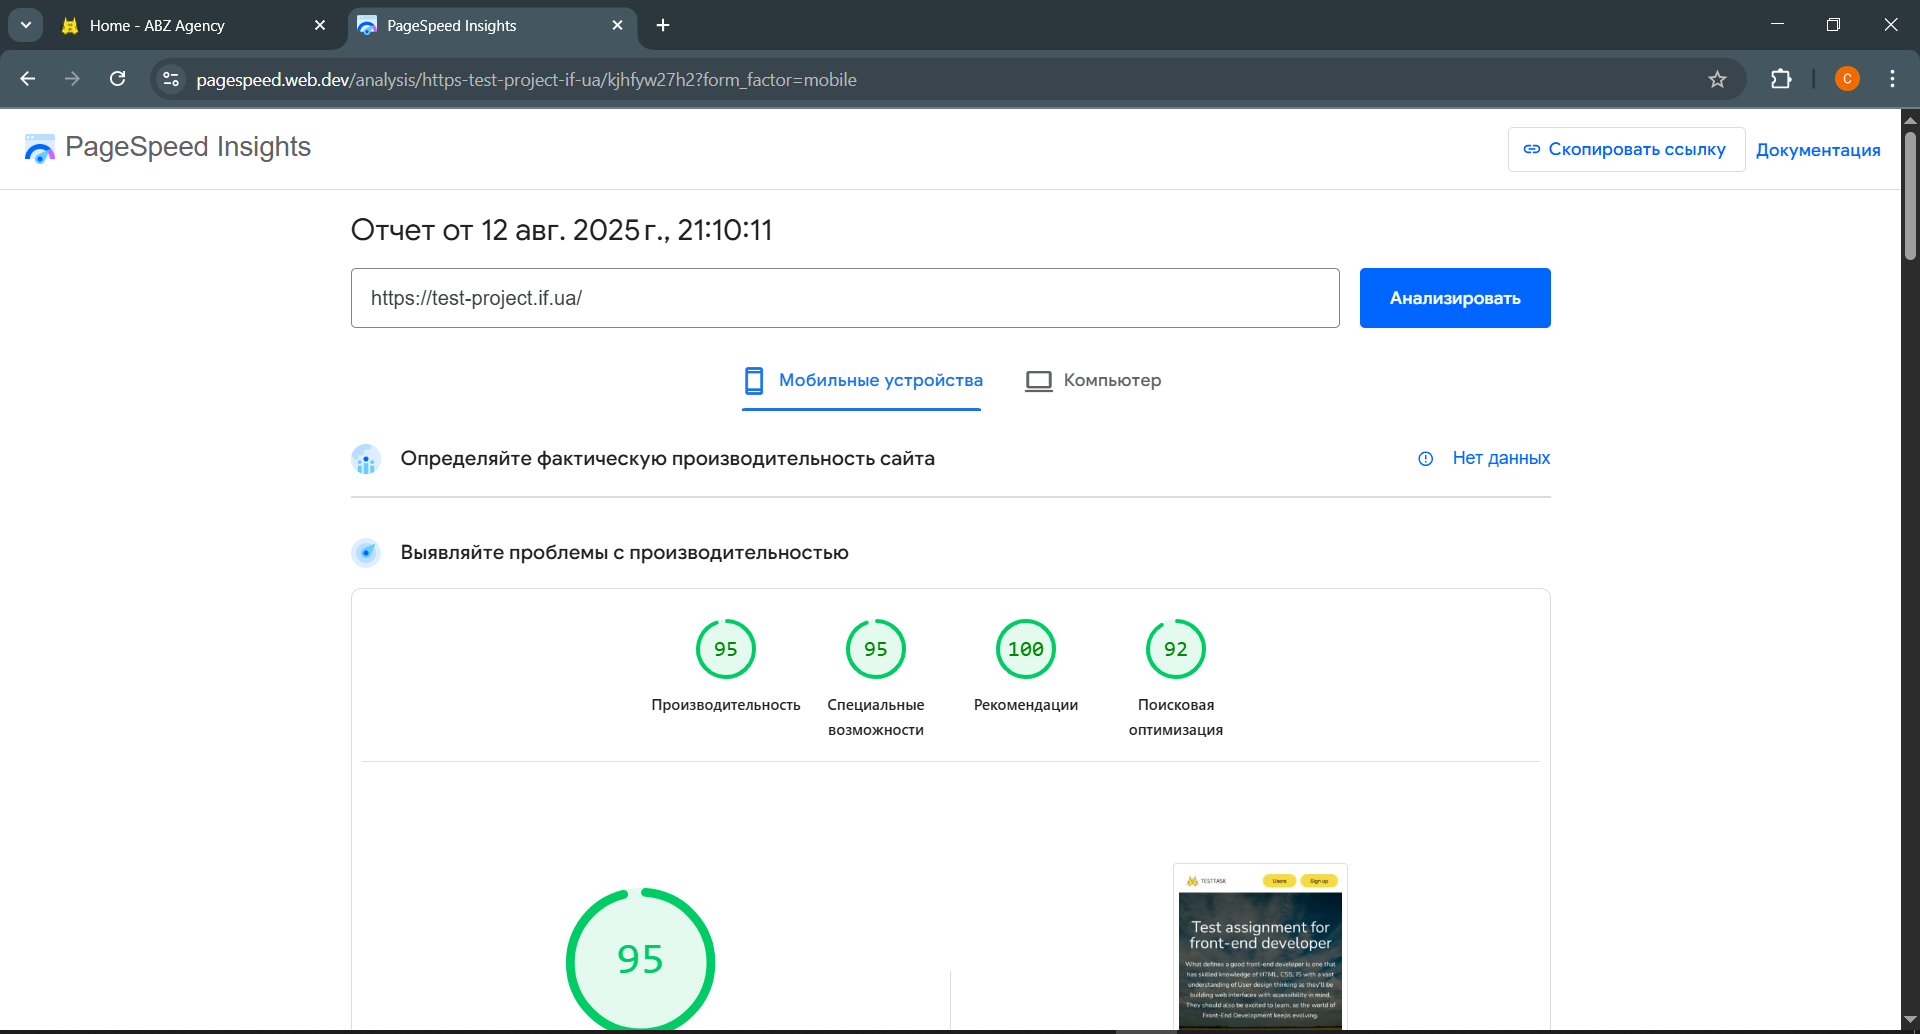 Home - ABZ Agency
PageSpeed Insights
pagespeed.web.dev/analysis/https-test-project-if-ua/kjhfyw27h2?form_factor=mobile
C
PageSpeed Insights
Скопировать ссылку
Документация
Отчет от 12 авг. 2025 г., 21:10:11
https://test-project.if.ua/
Анализировать
Мобильные устройства
Компьютер
Определяйте фактическую производительность сайта
Нет данных
Выявляйте проблемы с производительностью
95
95
100
92
Производительность
Специальные
возможности
Рекомендации
Поисковая
оптимизация
95
TESTTASK
Users
Sign up
Test assignment for
front-end developer
What defines a good front-end developer is one that
has skilled knowledge of HTML, CSS, JS with a vast
understanding of User design thinking as they'll be
building web interfaces with accessibility in mind.
They should also be excited to learn, as the world of
Front-End Development keeps evolving.